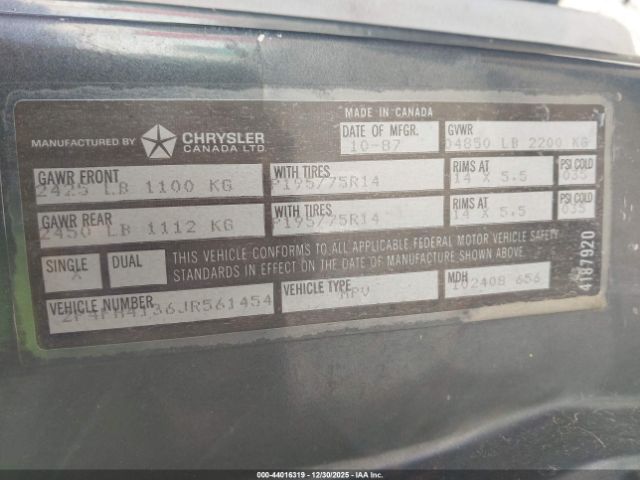 MADE IN CANADA
MANUFACTURED BY CHRYSLER CANADA LTD.
DATE OF MFGR. 10-87
GVWR 04850 LB 2200 KG
GAWR FRONT 2425 LB 1100 KG
WITH TIRES P195/75R14
RIMS AT 14 X 5.5
PSI COLD 035
GAWR REAR 2450 LB 1112 KG
WITH TIRES P195/75R14
RIMS AT 14 X 5.5
PSI COLD 035
SINGLE X DUAL
THIS VEHICLE CONFORMS TO ALL APPLICABLE FEDERAL MOTOR VEHICLE SAFETY
STANDARDS IN EFFECT ON THE DATE OF MANUFACTURE SHOWN ABOVE.
VEHICLE NUMBER 2P4FH4136JR561454
VEHICLE TYPE MPV
MDH 102408 656
4187920
000-44016319 - 12/30/2025 - IAA